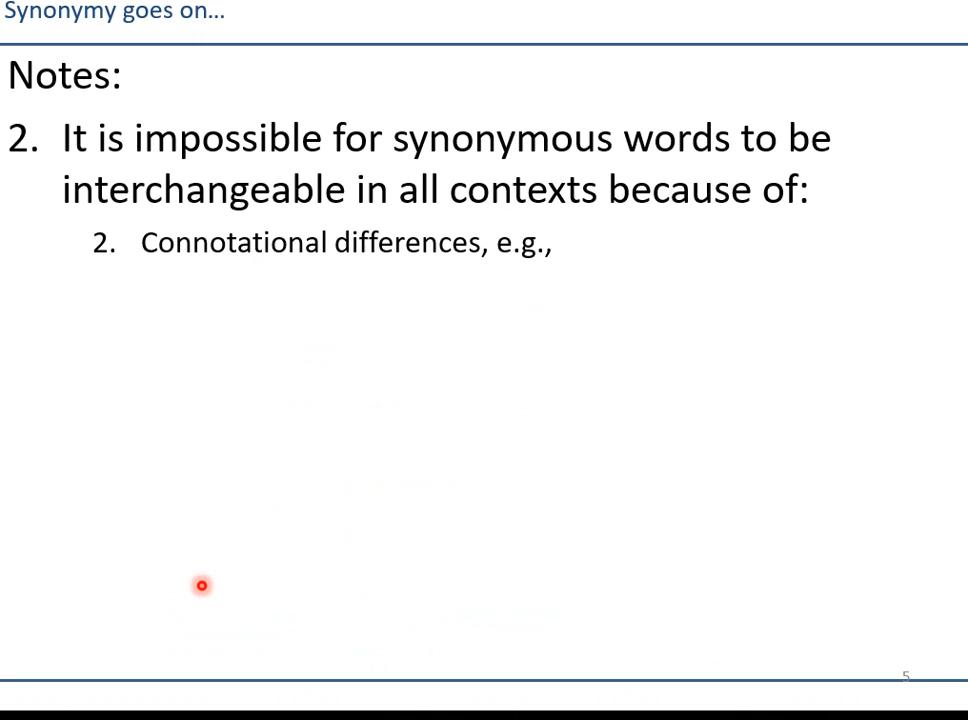 Synonymy goes on...
Notes:
2. It is impossible for synonymous words to be
interchangeable in all contexts because of:
2. Connotational differences, e.g.,
5